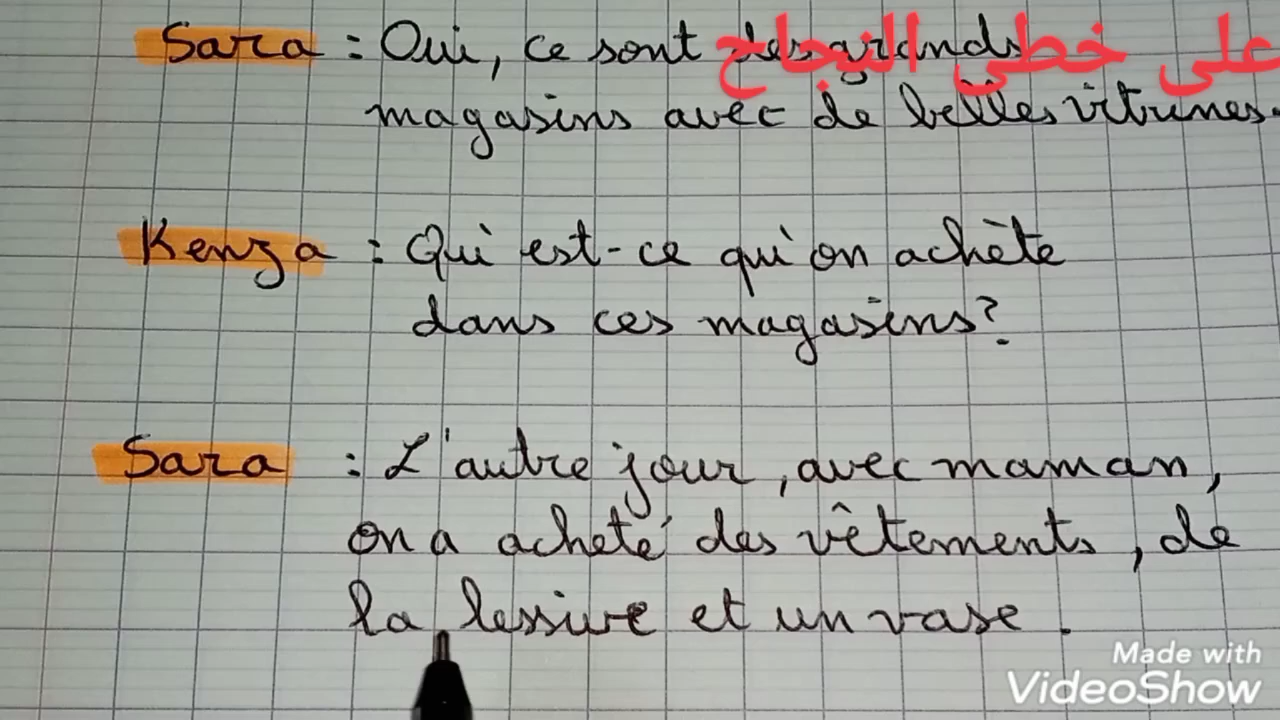 Sara : Oui, ce sont des grands
على خطى النجاح
magasins avec de belles vitrines.
Kenza : Qui est-ce qu'on achète
dans ces magasins?
Sara : L'autre jour, avec maman,
on a acheté des vêtements, de
la lessive et un vase.
Made with
VideoShow